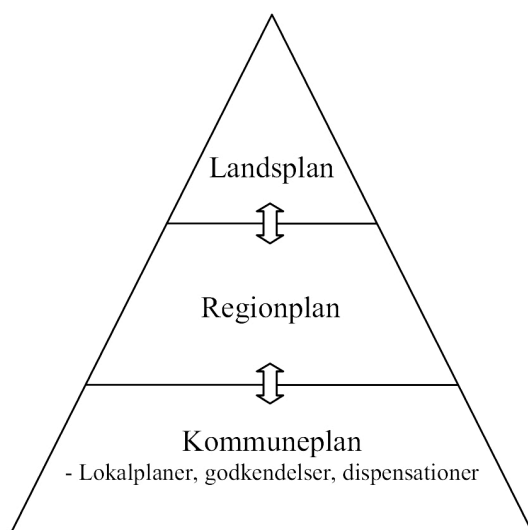 Landsplan
Regionplan
Kommuneplan
- Lokalplaner, godkendelser, dispensationer